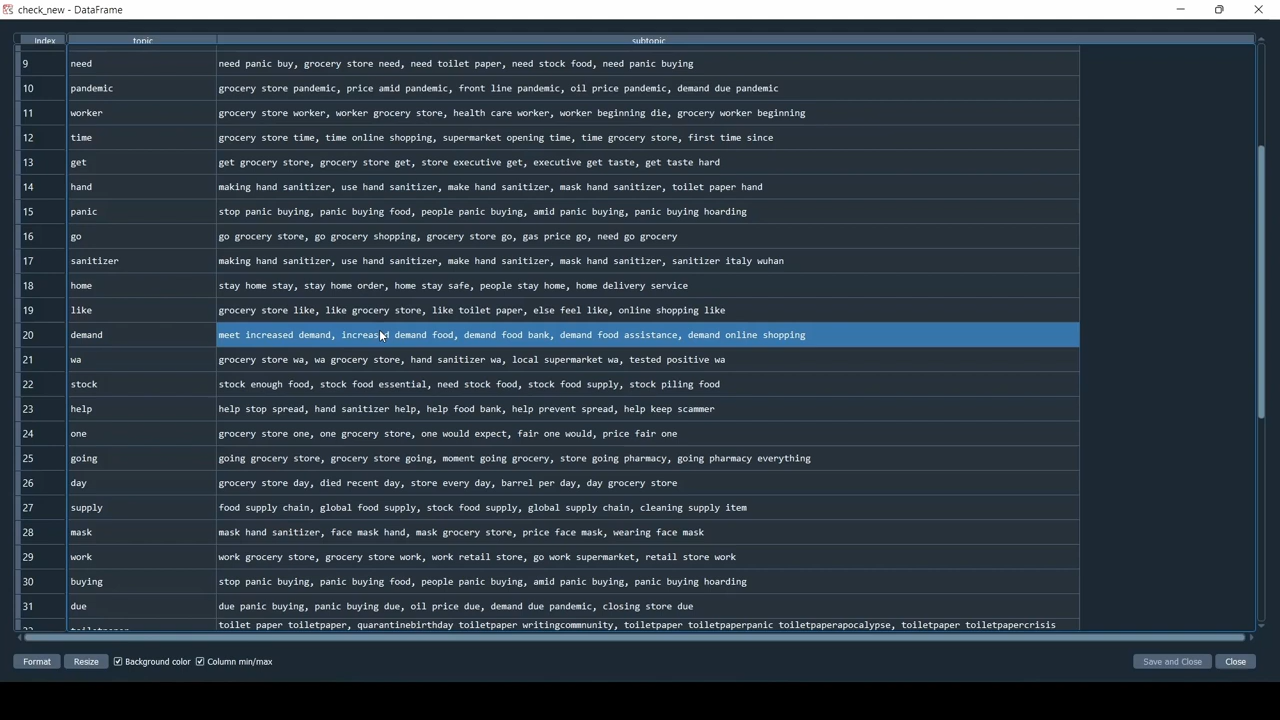 check_new - DataFrame
Index topic subtopic
9 need need panic buy, grocery store need, need toilet paper, need stock food, need panic buying
10 pandemic grocery store pandemic, price amid pandemic, front line pandemic, oil price pandemic, demand due pandemic
11 worker grocery store worker, worker grocery store, health care worker, worker beginning die, grocery worker beginning
12 time grocery store time, time online shopping, supermarket opening time, time grocery store, first time since
13 get get grocery store, grocery store get, store executive get, executive get taste, get taste hard
14 hand making hand sanitizer, use hand sanitizer, make hand sanitizer, mask hand sanitizer, toilet paper hand
15 panic stop panic buying, panic buying food, people panic buying, amid panic buying, panic buying hoarding
16 go go grocery store, go grocery shopping, grocery store go, gas price go, need go grocery
17 sanitizer making hand sanitizer, use hand sanitizer, make hand sanitizer, mask hand sanitizer, sanitizer italy wuhan
18 home stay home stay, stay home order, home stay safe, people stay home, home delivery service
19 like grocery store like, like grocery store, like toilet paper, else feel like, online shopping like
20 demand meet increased demand, increased demand food, demand food bank, demand food assistance, demand online shopping
21 wa grocery store wa, wa grocery store, hand sanitizer wa, local supermarket wa, tested positive wa
22 stock stock enough food, stock food essential, need stock food, stock food supply, stock piling food
23 help help stop spread, hand sanitizer help, help food bank, help prevent spread, help keep scammer
24 one grocery store one, one grocery store, one would expect, fair one would, price fair one
25 going going grocery store, grocery store going, moment going grocery, store going pharmacy, going pharmacy everything
26 day grocery store day, died recent day, store every day, barrel per day, day grocery store
27 supply food supply chain, global food supply, stock food supply, global supply chain, cleaning supply item
28 mask mask hand sanitizer, face mask hand, mask grocery store, price face mask, wearing face mask
29 work work grocery store, grocery store work, work retail store, go work supermarket, retail store work
30 buying stop panic buying, panic buying food, people panic buying, amid panic buying, panic buying hoarding
31 due due panic buying, panic buying due, oil price due, demand due pandemic, closing store due
toilet paper toiletpaper, quarantinebirthday toiletpaper writingcommnunity, toiletpaper toiletpaperpanic toiletpaperapocalypse, toiletpaper toiletpapercrisis
Format Resize Background color Column min/max Save and Close Close